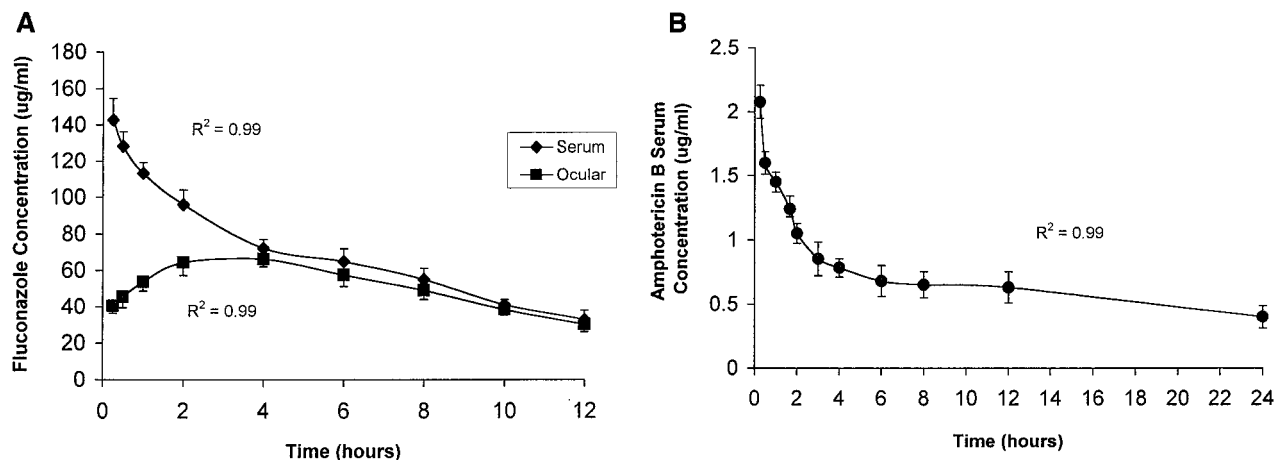 A
Fluconazole Concentration (ug/ml)
180
160
140
120
100
80
60
40
20
0
R² = 0.99
R² = 0.99
Serum
Ocular
0 2 4 6 8 10 12
Time (hours)
B
Amphotericin B Serum
Concentration (ug/ml)
2.5
2
1.5
1
0.5
0
R² = 0.99
0 2 4 6 8 10 12 14 16 18 20 22 24
Time (hours)